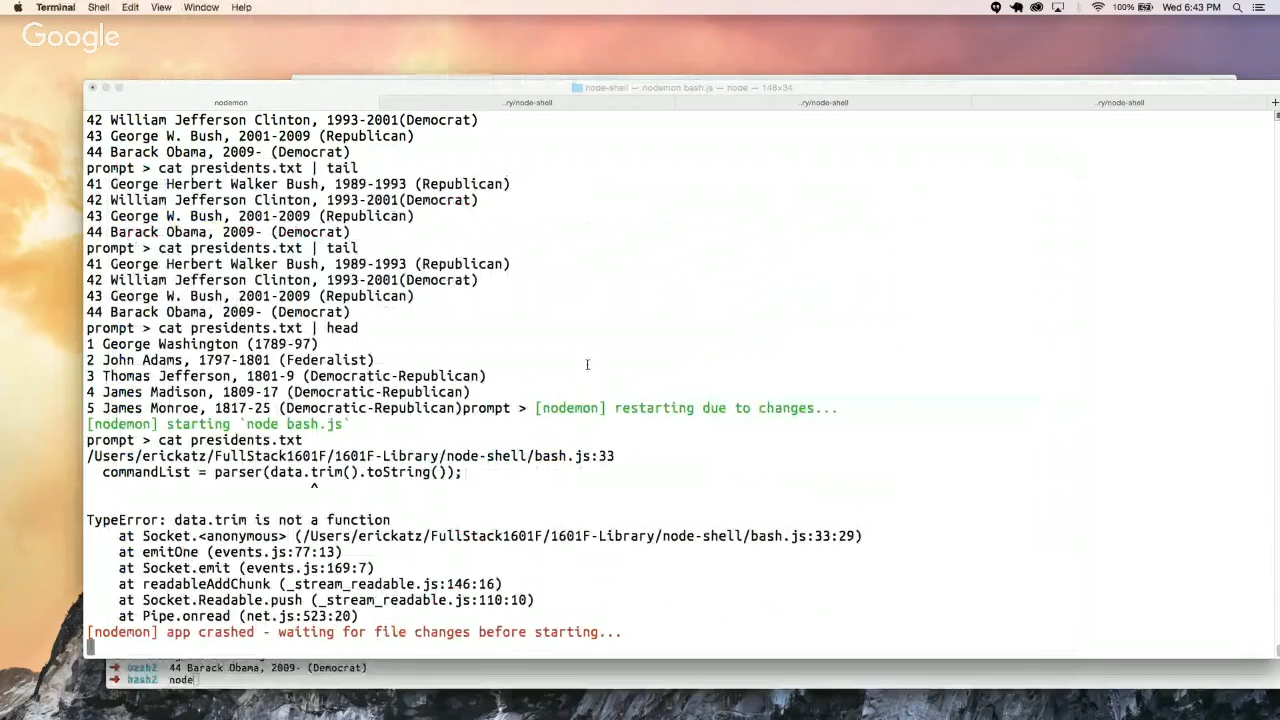 Terminal Shell Edit View Window Help 100% Wed 6:43 PM
Google
node-shell — nodemon bash.js — node — 148×34
nodemon ..ry/node-shell ..ry/node-shell ..ry/node-shell +
42 William Jefferson Clinton, 1993-2001(Democrat)
43 George W. Bush, 2001-2009 (Republican)
44 Barack Obama, 2009- (Democrat)
prompt > cat presidents.txt | tail
41 George Herbert Walker Bush, 1989-1993 (Republican)
42 William Jefferson Clinton, 1993-2001(Democrat)
43 George W. Bush, 2001-2009 (Republican)
44 Barack Obama, 2009- (Democrat)
prompt > cat presidents.txt | tail
41 George Herbert Walker Bush, 1989-1993 (Republican)
42 William Jefferson Clinton, 1993-2001(Democrat)
43 George W. Bush, 2001-2009 (Republican)
44 Barack Obama, 2009- (Democrat)
prompt > cat presidents.txt | head
1 George Washington (1789-97)
2 John Adams, 1797-1801 (Federalist)
3 Thomas Jefferson, 1801-9 (Democratic-Republican)
4 James Madison, 1809-17 (Democratic-Republican)
5 James Monroe, 1817-25 (Democratic-Republican)prompt > [nodemon] restarting due to changes...
[nodemon] starting `node bash.js`
prompt > cat presidents.txt
/Users/erickatz/FullStack1601F/1601F-Library/node-shell/bash.js:33
commandList = parser(data.trim().toString());
^
TypeError: data.trim is not a function
at Socket.<anonymous> (/Users/erickatz/FullStack1601F/1601F-Library/node-shell/bash.js:33:29)
at emitOne (events.js:77:13)
at Socket.emit (events.js:169:7)
at readableAddChunk (_stream_readable.js:146:16)
at Socket.Readable.push (_stream_readable.js:110:10)
at Pipe.onread (net.js:523:20)
[nodemon] app crashed - waiting for file changes before starting...
bash2 44 Barack Obama, 2009- (Democrat)
bash2 node